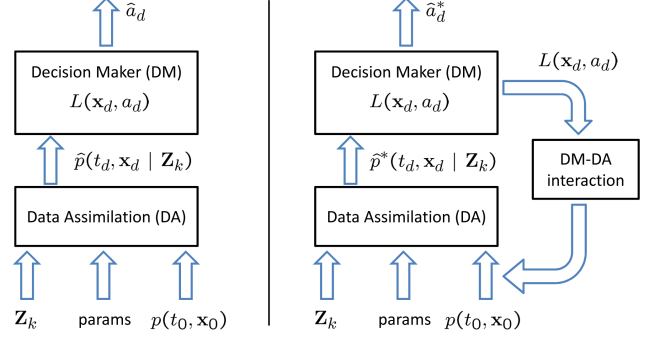 â_d
Decision Maker (DM)
L(x_d, a_d)
p̂(t_d, x_d | Z_k)
Data Assimilation (DA)
Z_k params p(t_0, x_0)
â_d^*
Decision Maker (DM)
L(x_d, a_d)
L(x_d, a_d)
p̂^*(t_d, x_d | Z_k)
DM-DA
interaction
Data Assimilation (DA)
Z_k params p(t_0, x_0)